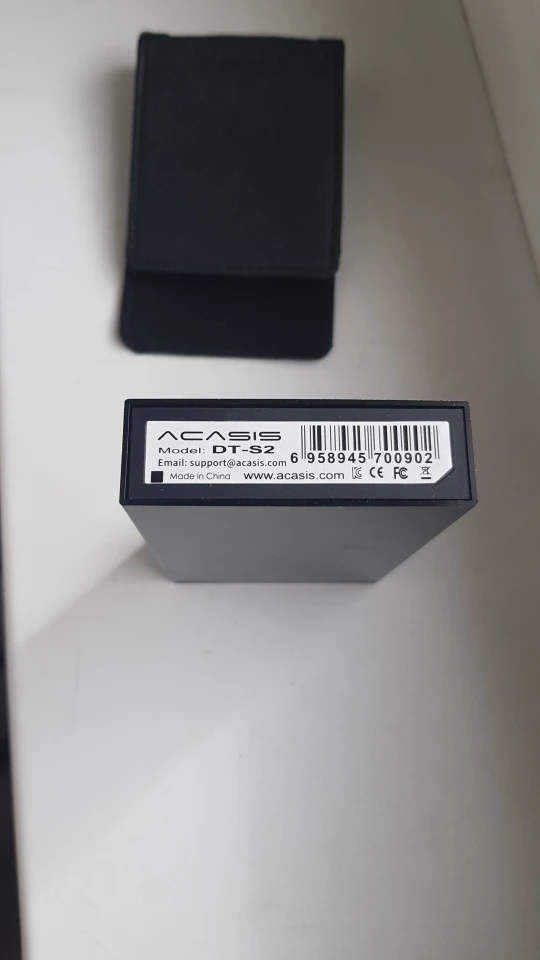 ACASIS
Model: DT-S2
Email: support@acasis.com
Made in China www.acasis.com
6 958945 700902